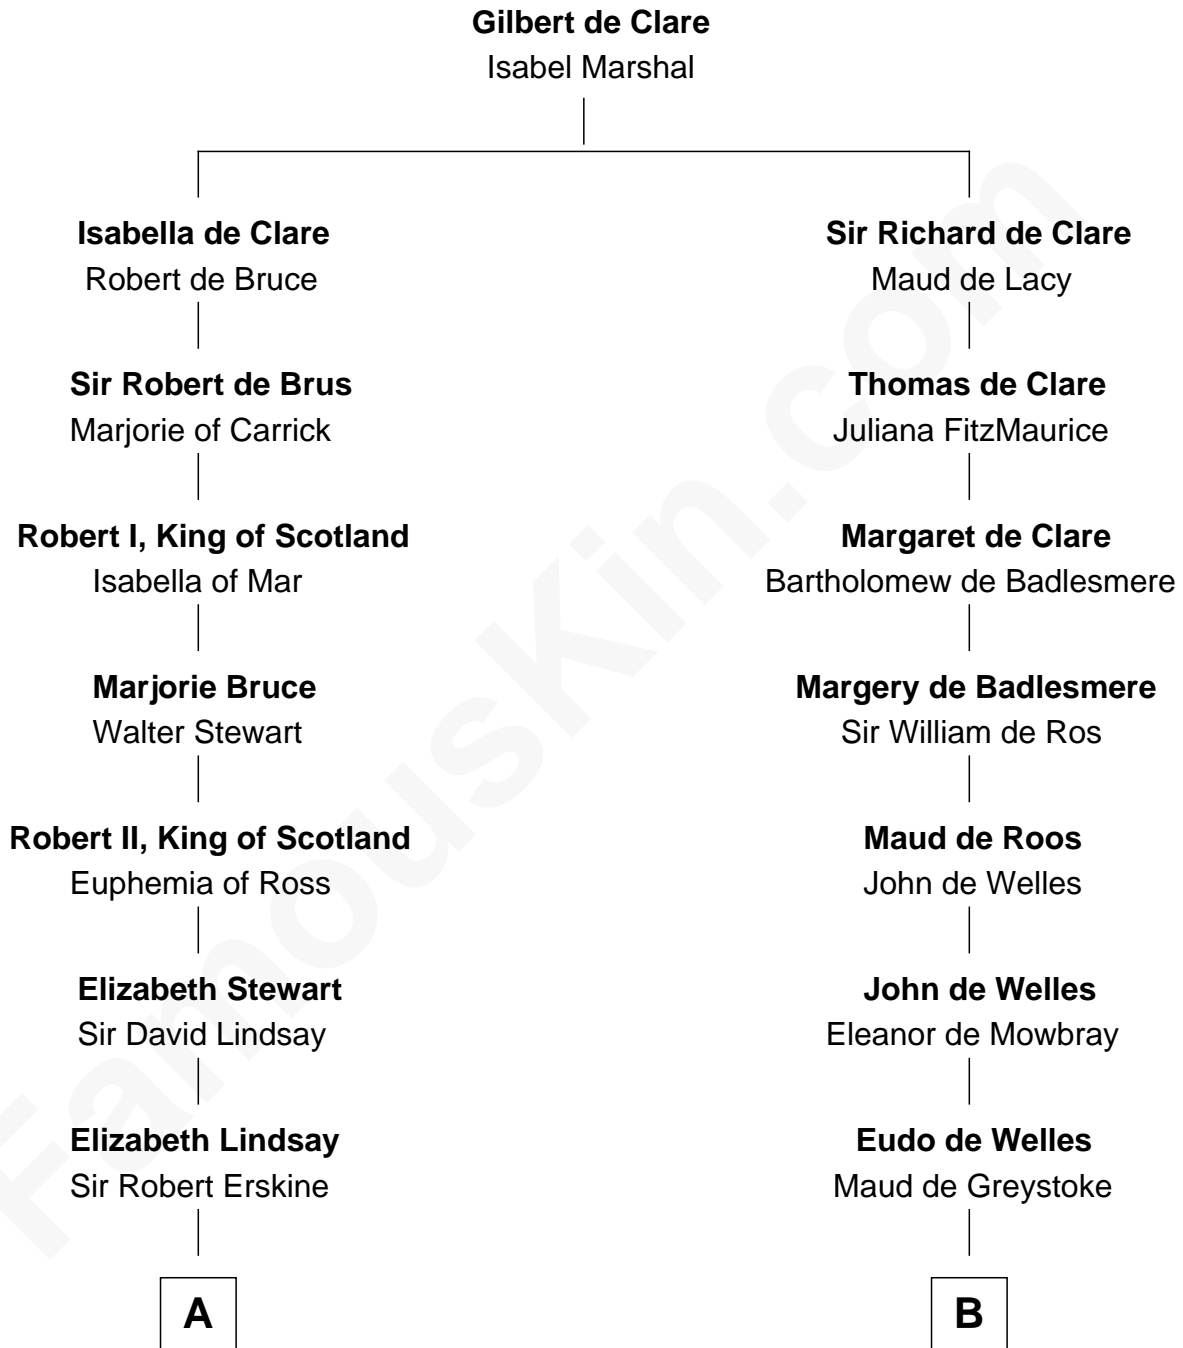 Gilbert de Clare
Isabel Marshal
Isabella de Clare
Robert de Bruce
Sir Richard de Clare
Maud de Lacy
Sir Robert de Brus
Marjorie of Carrick
Thomas de Clare
Juliana FitzMaurice
Robert I, King of Scotland
Isabella of Mar
Margaret de Clare
Bartholomew de Badlesmere
Marjorie Bruce
Walter Stewart
Margery de Badlesmere
Sir William de Ros
Robert II, King of Scotland
Euphemia of Ross
Maud de Roos
John de Welles
Elizabeth Stewart
Sir David Lindsay
John de Welles
Eleanor de Mowbray
Elizabeth Lindsay
Sir Robert Erskine
Eudo de Welles
Maud de Greystoke
A
B
FamousKin.com